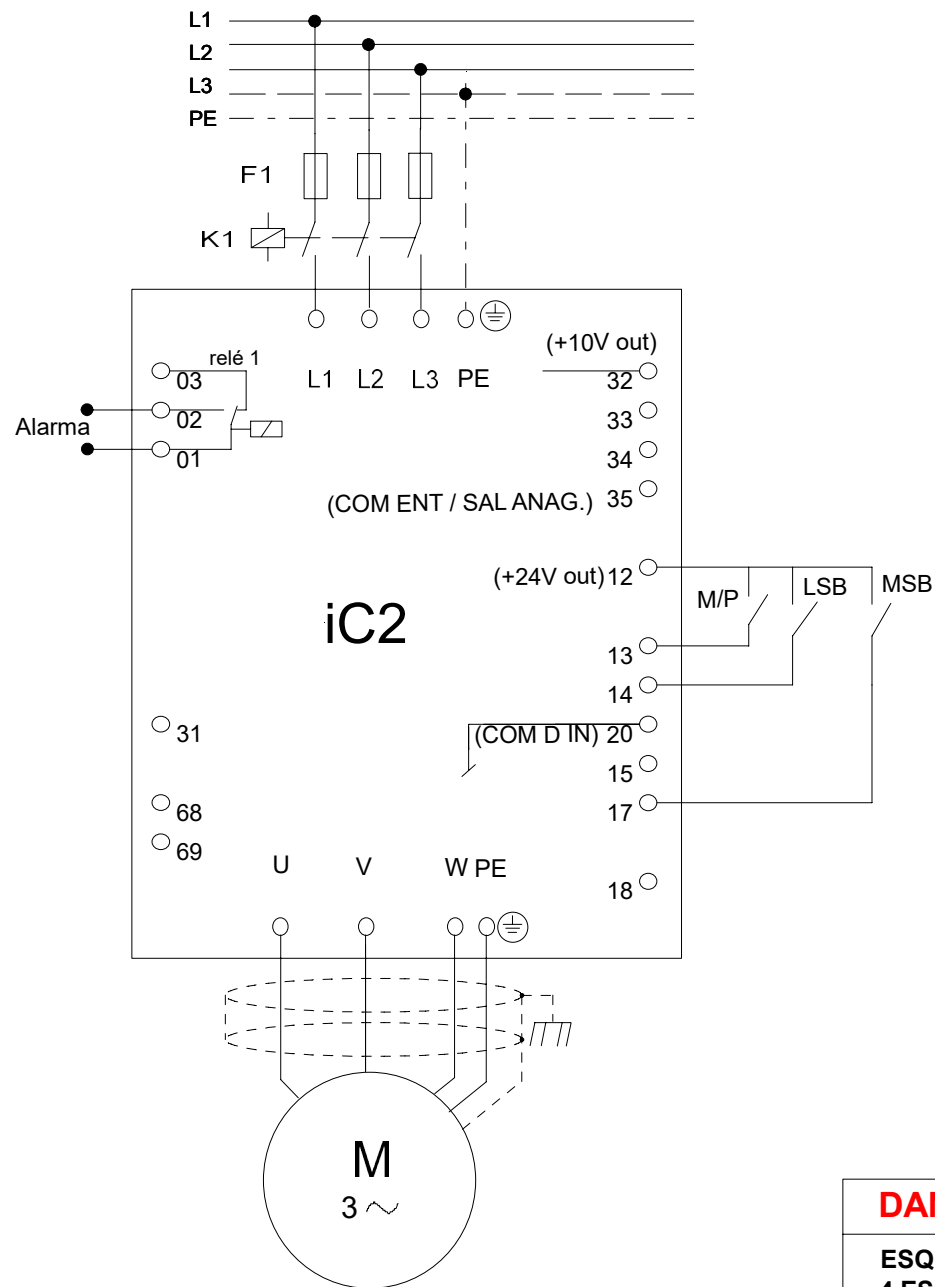 L1
L2
L3
PE
F1
K1
relé 1
03
02
01
Alarma
L1 L2 L3 PE
(+10V out)
32
33
34
(COM ENT / SAL ANAG.) 35
(+24V out) 12
M/P
LSB
MSB
iC2
13
14
(COM D IN) 20
15
17
18
31
68
69
U V W PE
M
3